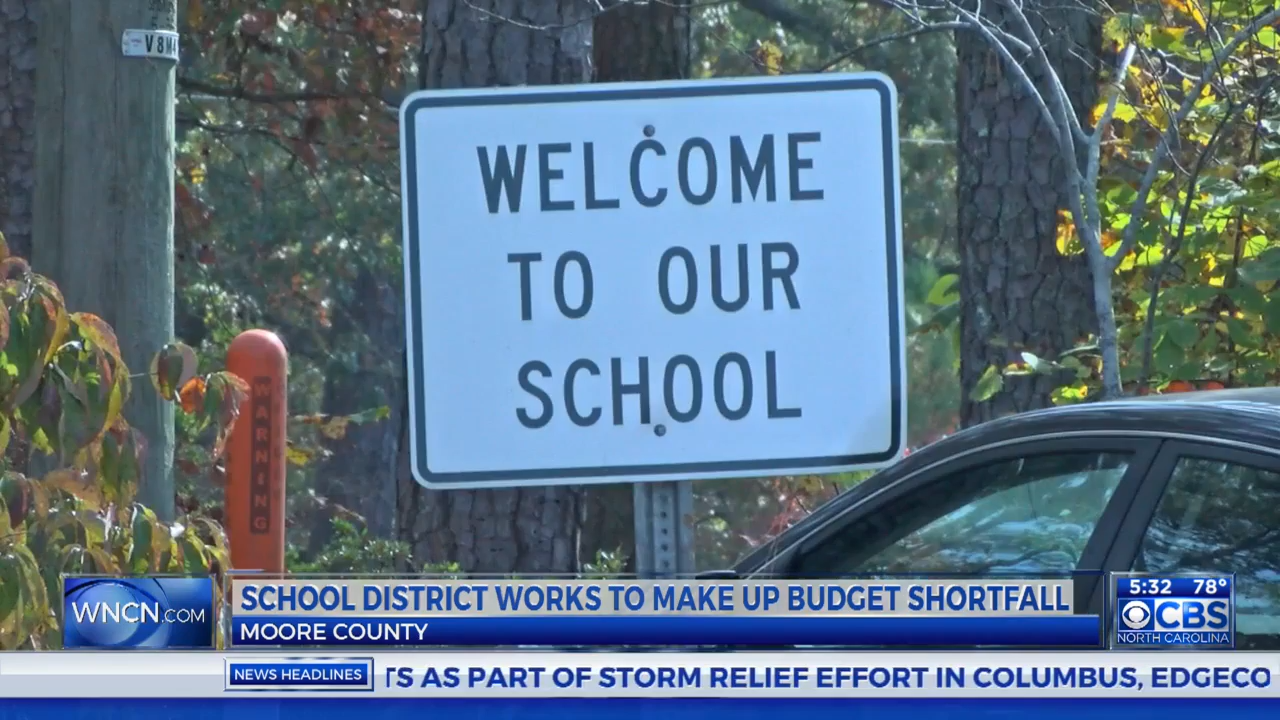 WELCOME
TO OUR
SCHOOL
WARNING
WNCN.COM
SCHOOL DISTRICT WORKS TO MAKE UP BUDGET SHORTFALL
MOORE COUNTY
5:32 78°
CBS
NORTH CAROLINA
NEWS HEADLINES
TS AS PART OF STORM RELIEF EFFORT IN COLUMBUS, EDGECO